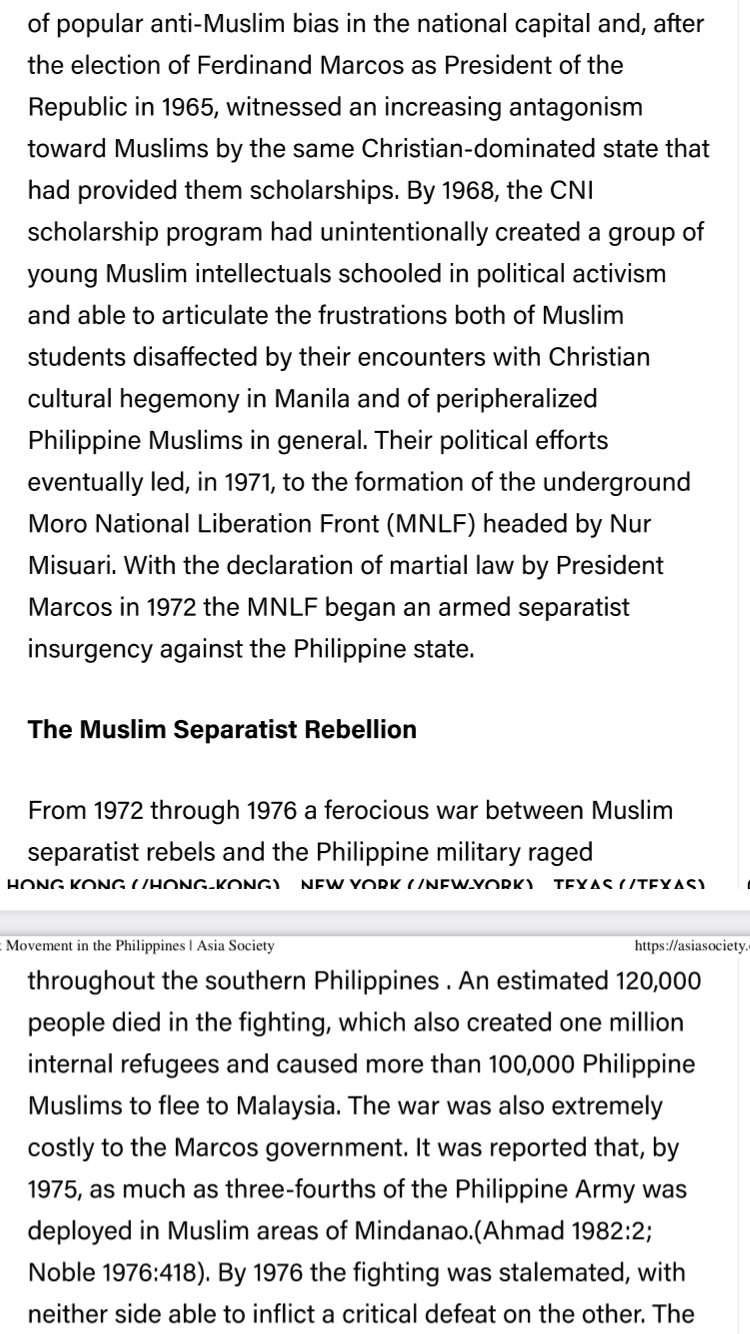 of popular anti-Muslim bias in the national capital and, after
the election of Ferdinand Marcos as President of the
Republic in 1965, witnessed an increasing antagonism
toward Muslims by the same Christian-dominated state that
had provided them scholarships. By 1968, the CNI
scholarship program had unintentionally created a group of
young Muslim intellectuals schooled in political activism
and able to articulate the frustrations both of Muslim
students disaffected by their encounters with Christian
cultural hegemony in Manila and of peripheralized
Philippine Muslims in general. Their political efforts
eventually led, in 1971, to the formation of the underground
Moro National Liberation Front (MNLF) headed by Nur
Misuari. With the declaration of martial law by President
Marcos in 1972 the MNLF began an armed separatist
insurgency against the Philippine state.
The Muslim Separatist Rebellion
From 1972 through 1976 a ferocious war between Muslim
separatist rebels and the Philippine military raged
HONG KONG (/HONG-KONG) NEW YORK (/NEW-YORK) TEXAS (/TEXAS)
Movement in the Philippines | Asia Society https://asiasociety.
throughout the southern Philippines . An estimated 120,000
people died in the fighting, which also created one million
internal refugees and caused more than 100,000 Philippine
Muslims to flee to Malaysia. The war was also extremely
costly to the Marcos government. It was reported that, by
1975, as much as three-fourths of the Philippine Army was
deployed in Muslim areas of Mindanao.(Ahmad 1982:2;
Noble 1976:418). By 1976 the fighting was stalemated, with
neither side able to inflict a critical defeat on the other. The